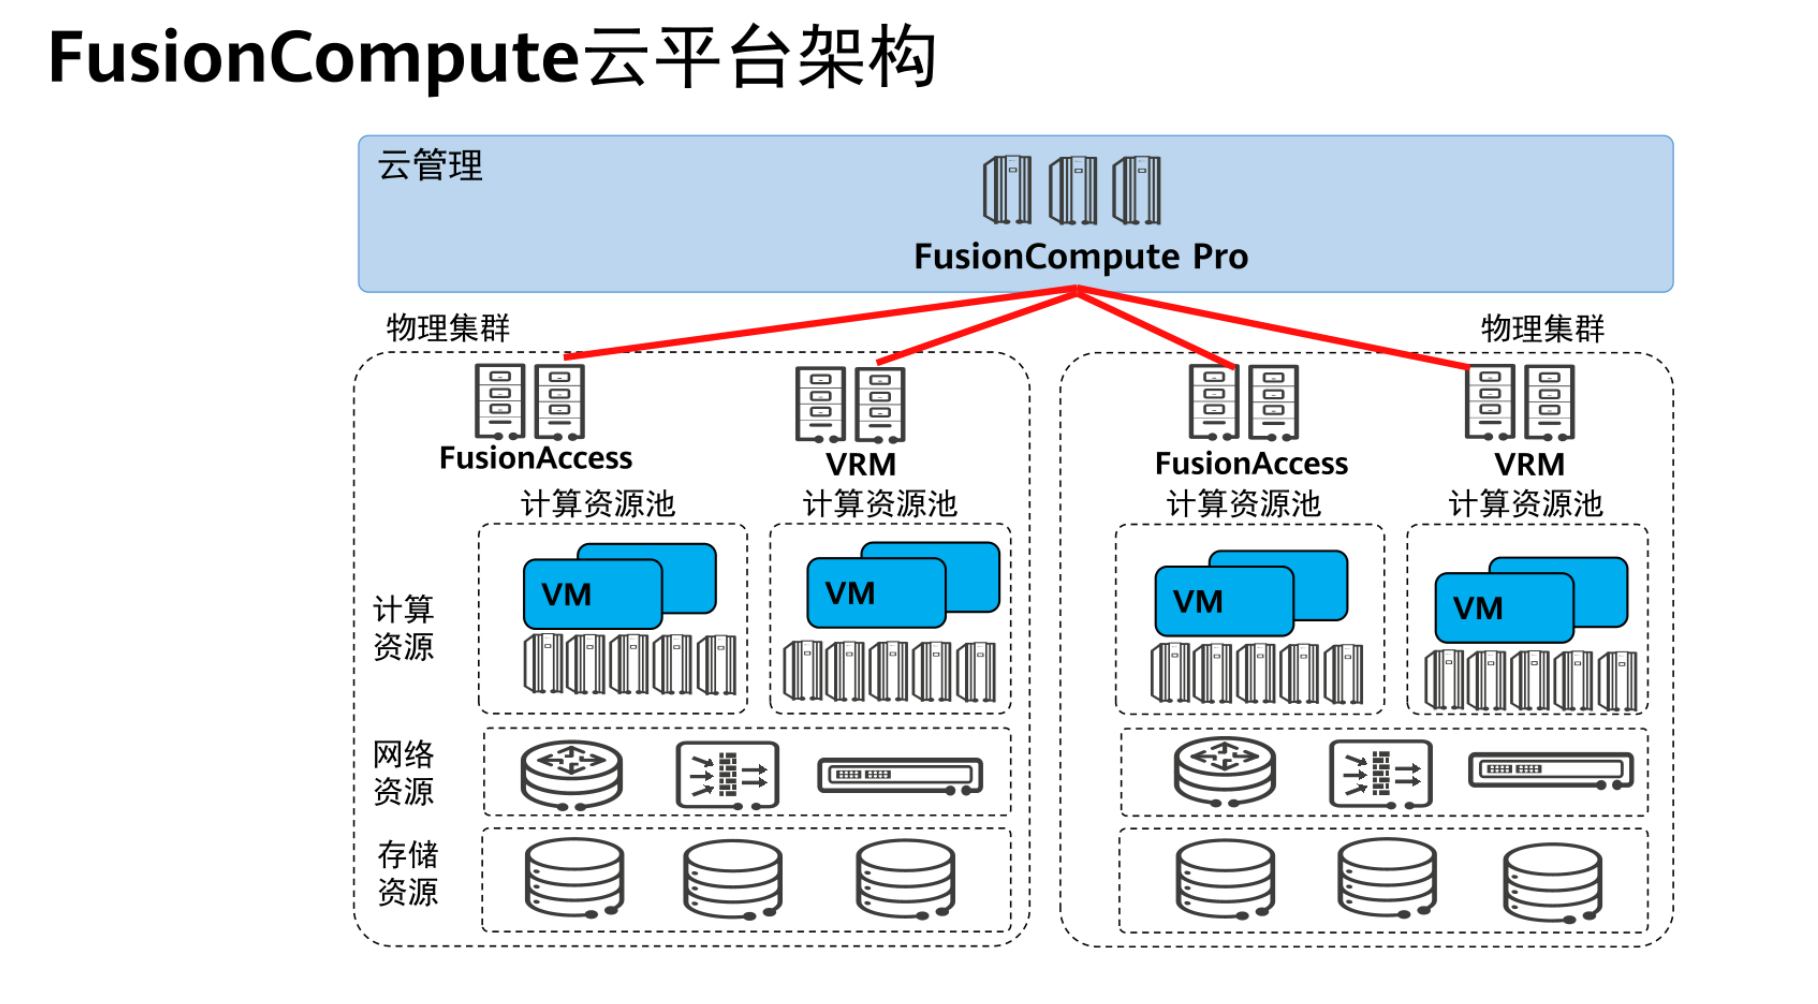 FusionCompute云平台架构
云管理
FusionCompute Pro
物理集群
物理集群
FusionAccess
VRM
FusionAccess
VRM
计算资源池
计算资源池
计算资源池
计算资源池
计算
资源
VM
VM
VM
VM
网络
资源
存储
资源